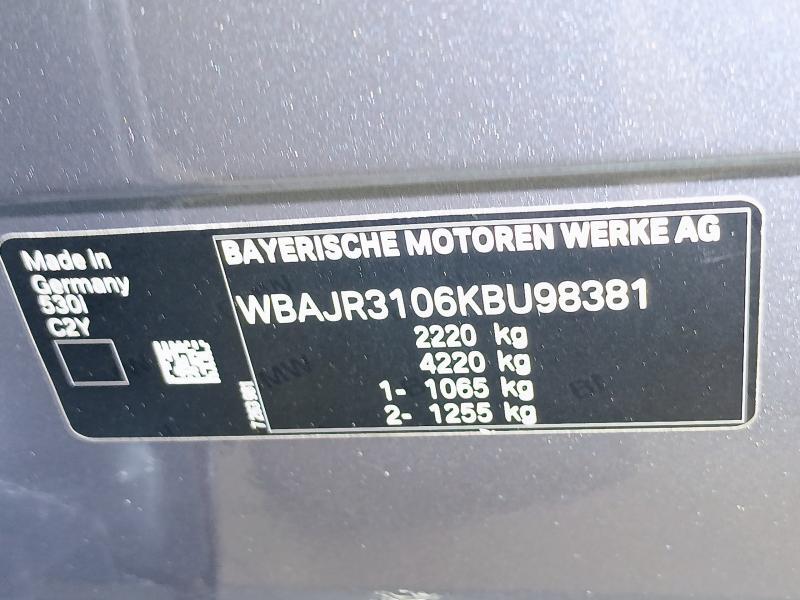 Made in
Germany
530i
C2Y
BAYERISCHE MOTOREN WERKE AG
WBAJR3106KBU98381
2220 kg
4220 kg
1- 1065 kg
2- 1255 kg